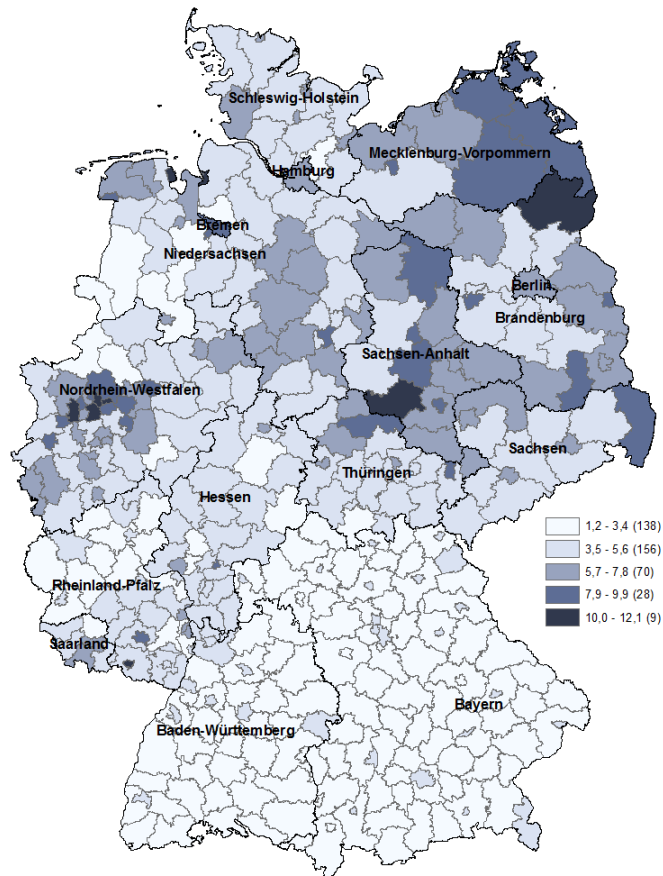 Schleswig-Holstein
Mecklenburg-Vorpommern
Hamburg
Bremen
Niedersachsen
Berlin
Brandenburg
Sachsen-Anhalt
Nordrhein-Westfalen
Sachsen
Thüringen
Hessen
1,2 - 3,4 (138)
3,5 - 5,6 (156)
5,7 - 7,8 (70)
7,9 - 9,9 (28)
10,0 - 12,1 (9)
Rheinland-Pfalz
Saarland
Bayern
Baden-Württemberg